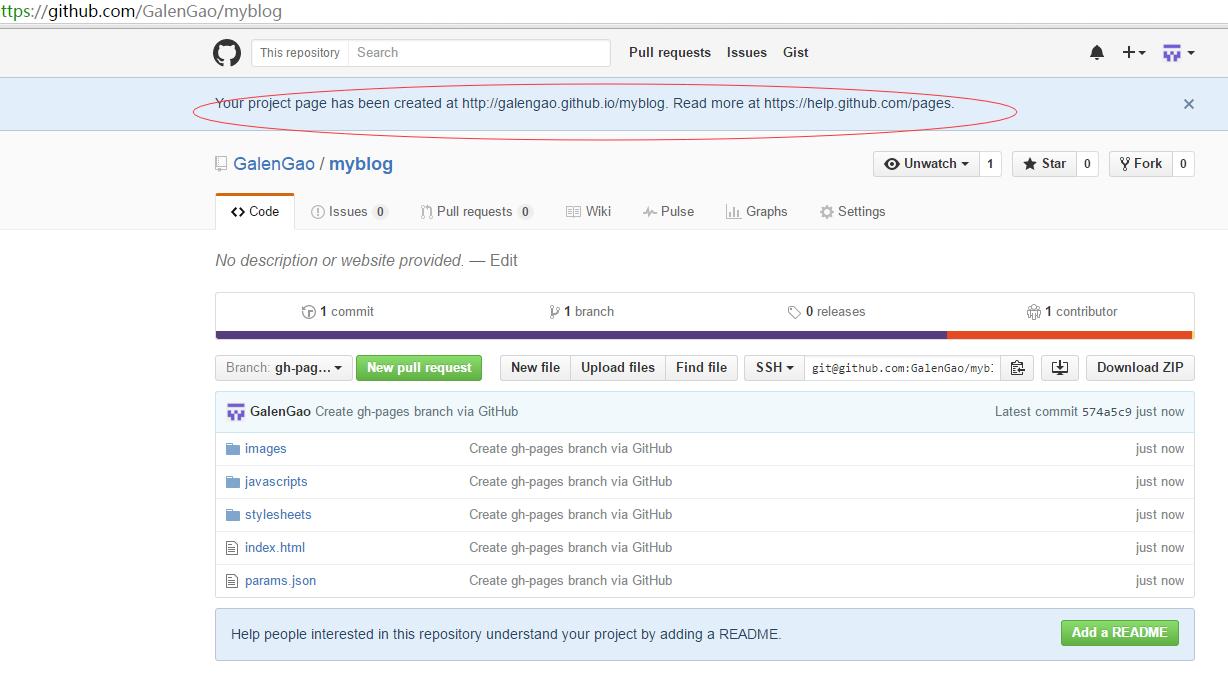 ttps://github.com/GalenGao/myblog
This repository Search Pull requests Issues Gist
Your project page has been created at http://galengao.github.io/myblog. Read more at https://help.github.com/pages.
GalenGao / myblog Unwatch 1 Star 0 Fork 0
Code Issues 0 Pull requests 0 Wiki Pulse Graphs Settings
No description or website provided. — Edit
1 commit 1 branch 0 releases 1 contributor
Branch: gh-pag... New pull request New file Upload files Find file SSH git@github.com:GalenGao/mybl Download ZIP
GalenGao Create gh-pages branch via GitHub Latest commit 574a5c9 just now
images Create gh-pages branch via GitHub just now
javascripts Create gh-pages branch via GitHub just now
stylesheets Create gh-pages branch via GitHub just now
index.html Create gh-pages branch via GitHub just now
params.json Create gh-pages branch via GitHub just now
Help people interested in this repository understand your project by adding a README. Add a README